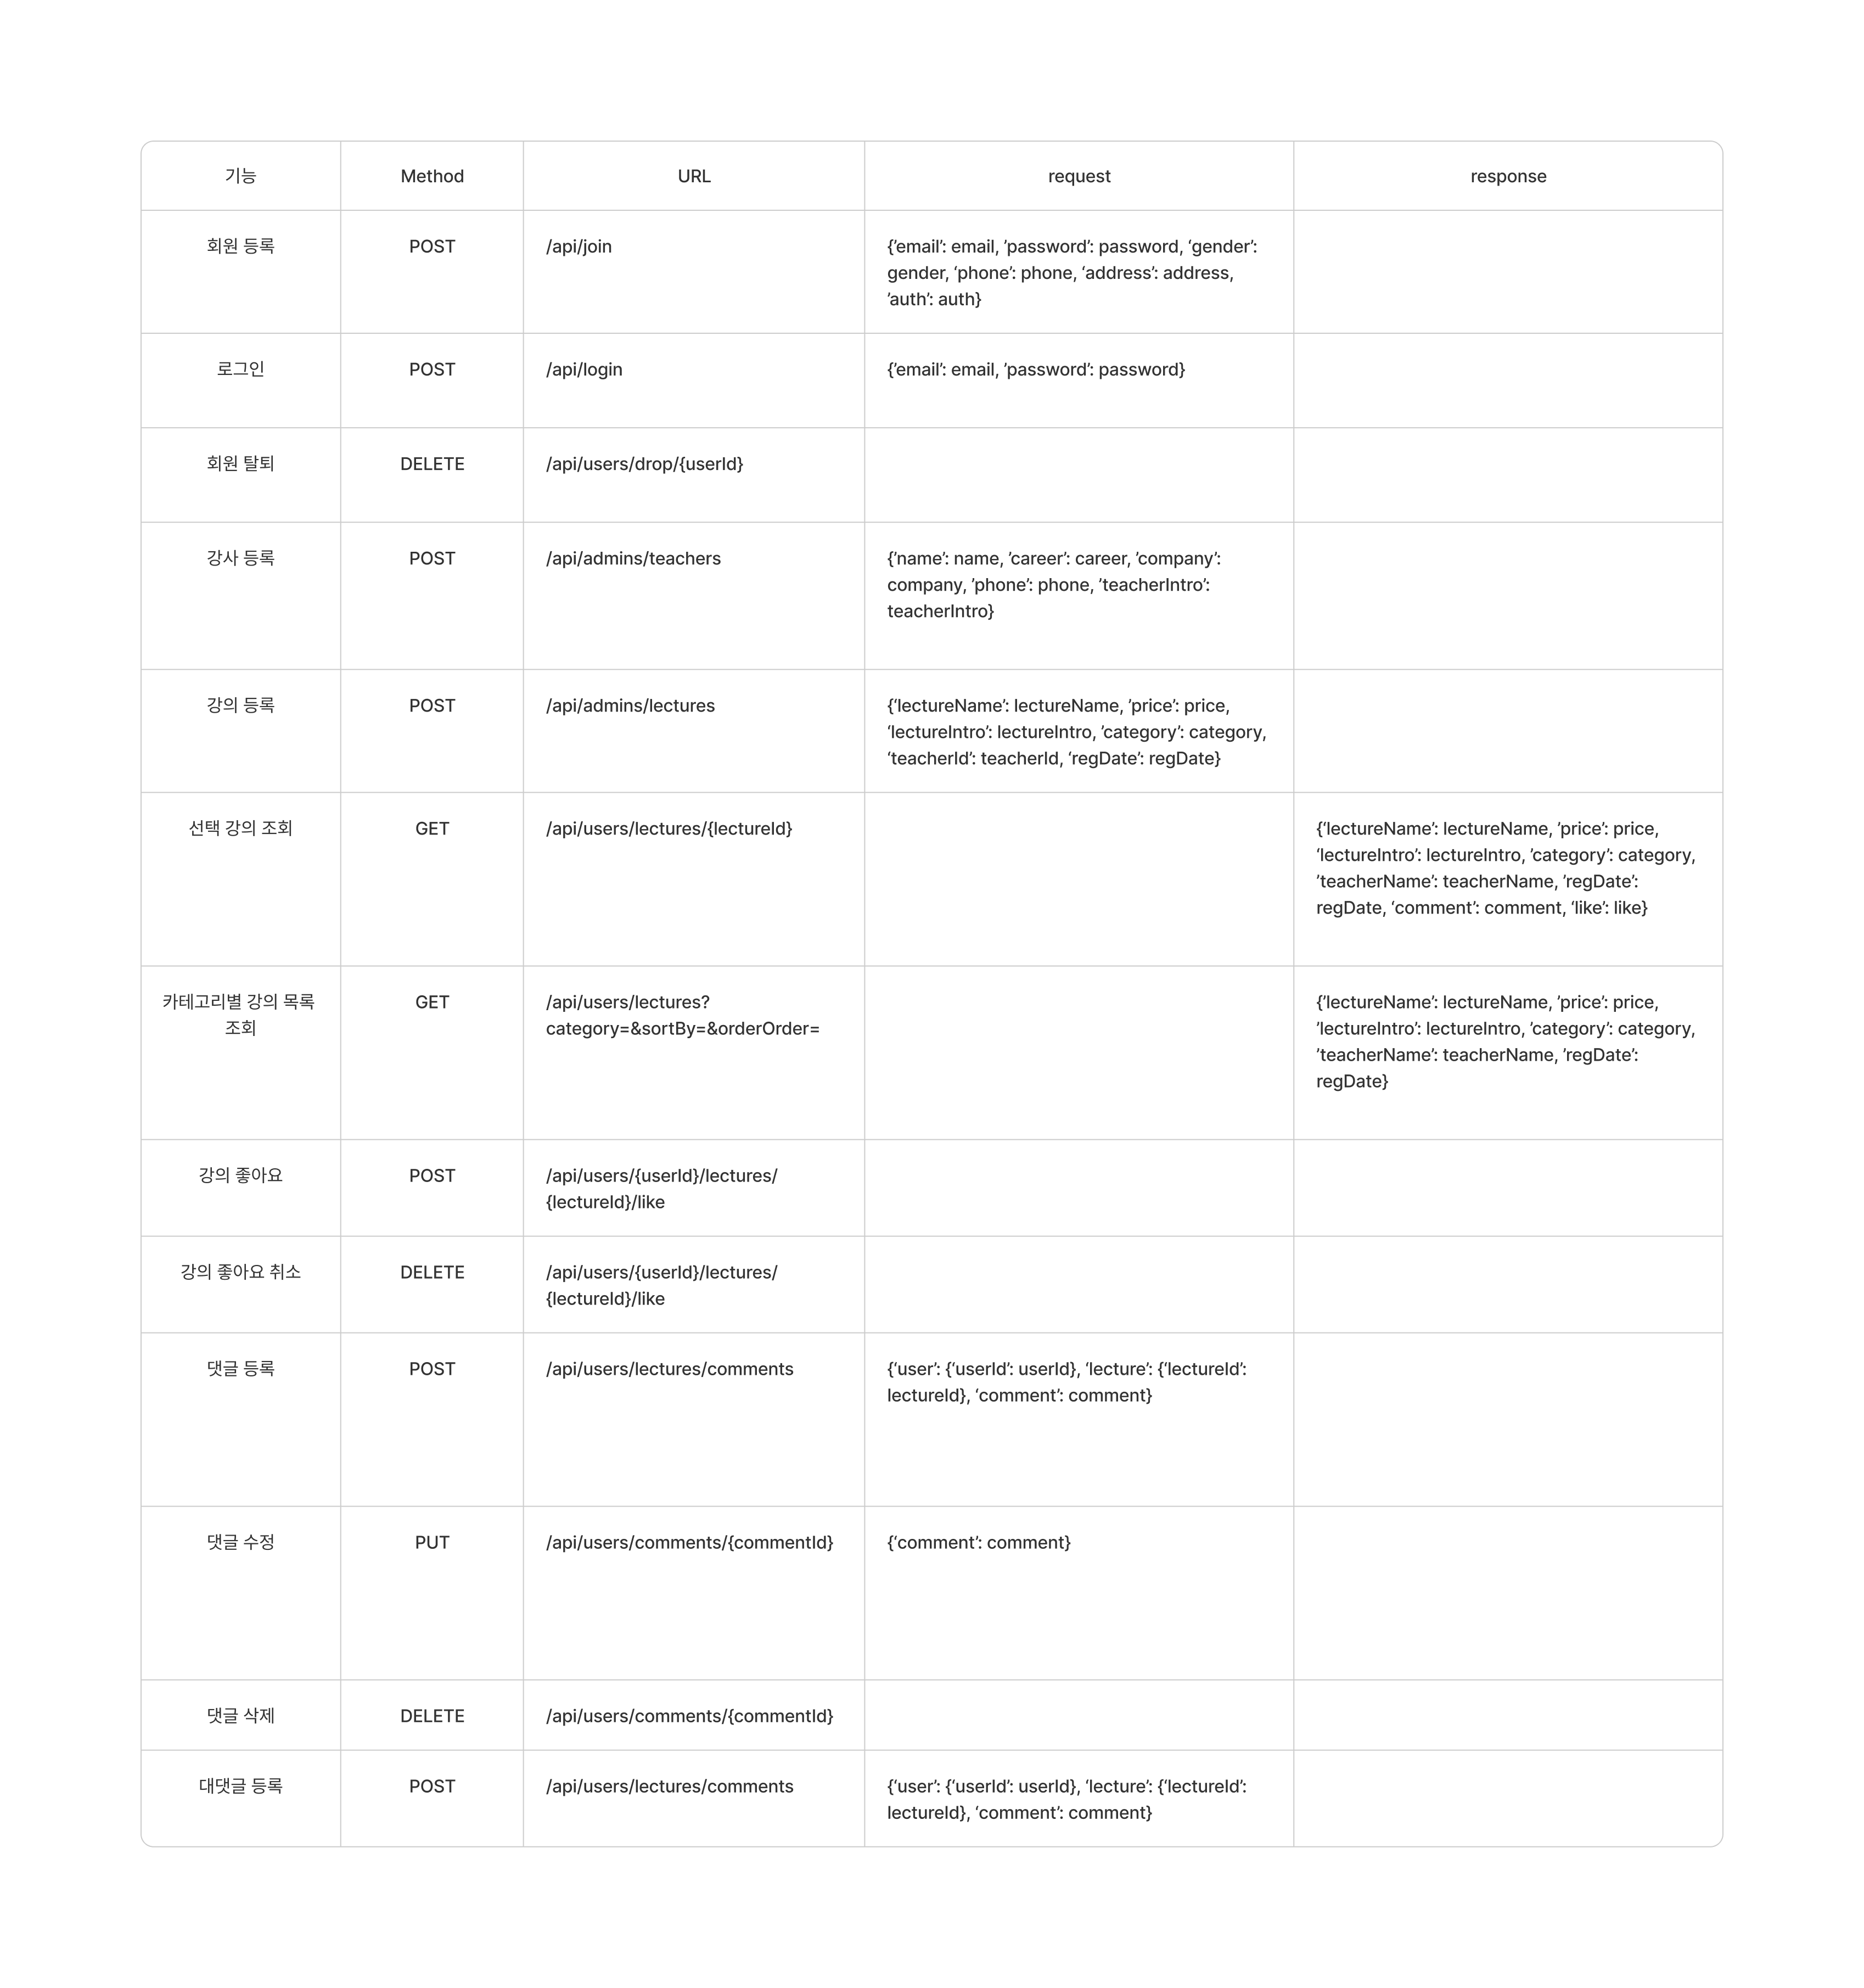 기능 Method URL request response
회원 등록 POST /api/join {’email’: email, ’password’: password, ‘gender’:
gender, ‘phone’: phone, ‘address’: address,
’auth’: auth}
로그인 POST /api/login {’email’: email, ’password’: password}
회원 탈퇴 DELETE /api/users/drop/{userId}
강사 등록 POST /api/admins/teachers {’name’: name, ’career’: career, ’company’:
company, ’phone’: phone, ’teacherIntro’:
teacherIntro}
강의 등록 POST /api/admins/lectures {‘lectureName’: lectureName, ’price’: price,
‘lectureIntro’: lectureIntro, ’category’: category,
‘teacherId’: teacherId, ‘regDate’: regDate}
선택 강의 조회 GET /api/users/lectures/{lectureId} {‘lectureName’: lectureName, ’price’: price,
‘lectureIntro’: lectureIntro, ’category’: category,
’teacherName’: teacherName, ’regDate’:
regDate, ‘comment’: comment, ‘like’: like}
카테고리별 강의 목록 GET /api/users/lectures? {’lectureName’: lectureName, ’price’: price,
조회 category=&sortBy=&orderOrder= ’lectureIntro’: lectureIntro, ’category’: category,
’teacherName’: teacherName, ’regDate’:
regDate}
강의 좋아요 POST /api/users/{userId}/lectures/
{lectureId}/like
강의 좋아요 취소 DELETE /api/users/{userId}/lectures/
{lectureId}/like
댓글 등록 POST /api/users/lectures/comments {‘user’: {‘userId’: userId}, ‘lecture’: {‘lectureId’:
lectureId}, ‘comment’: comment}
댓글 수정 PUT /api/users/comments/{commentId} {‘comment’: comment}
댓글 삭제 DELETE /api/users/comments/{commentId}
대댓글 등록 POST /api/users/lectures/comments {‘user’: {‘userId’: userId}, ‘lecture’: {‘lectureId’:
lectureId}, ‘comment’: comment}